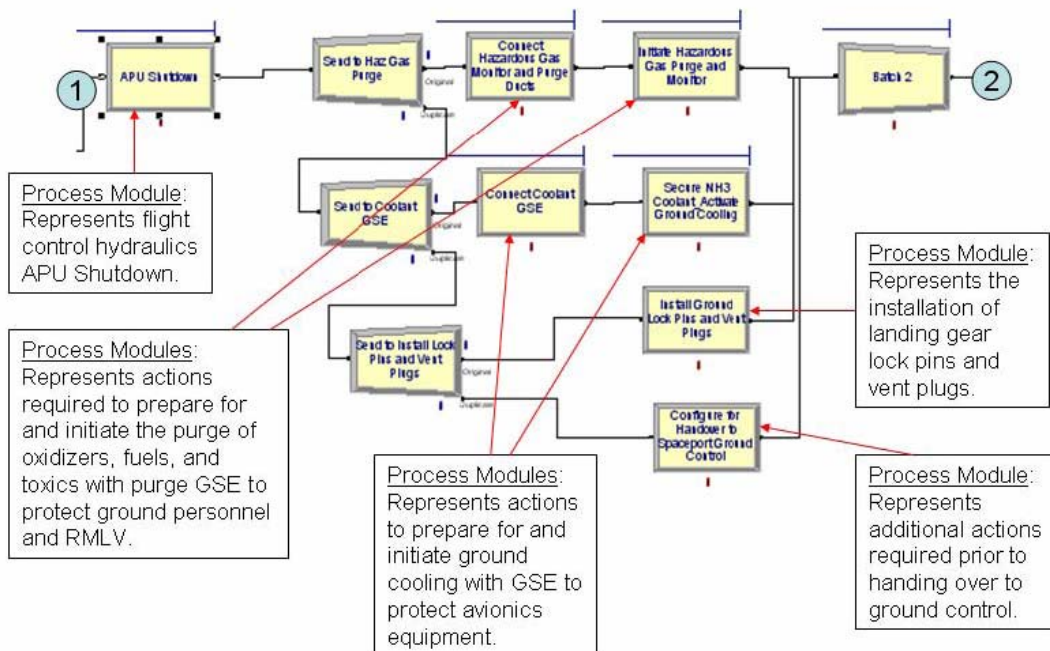 1
APU Shutdown
Send to Haz Gas
Purge
Original
Duplicate
Connect
Hazardous Gas
Monitor and Purge
Ducts
Initiate Hazardous
Gas Purge and
Monitor
Batch 2
2
Send to Coolant
GSE
Original
Duplicate
Connect Coolant
GSE
Secure NH3
Coolant_Activate
Ground Cooling
Send to Install Lock
Pins and Vent
Plugs
Original
Duplicate
Install Ground
Lock Pins and Vent
Plugs
Configure for
Handover to
Spaceport Ground
Control
Process Module:
Represents flight
control hydraulics
APU Shutdown.
Process Modules:
Represents actions
required to prepare for
and initiate the purge of
oxidizers, fuels, and
toxics with purge GSE to
protect ground personnel
and RMLV.
Process Modules:
Represents actions
to prepare for and
initiate ground
cooling with GSE to
protect avionics
equipment.
Process Module:
Represents the
installation of
landing gear
lock pins and
vent plugs.
Process Module:
Represents
additional actions
required prior to
handing over to
ground control.